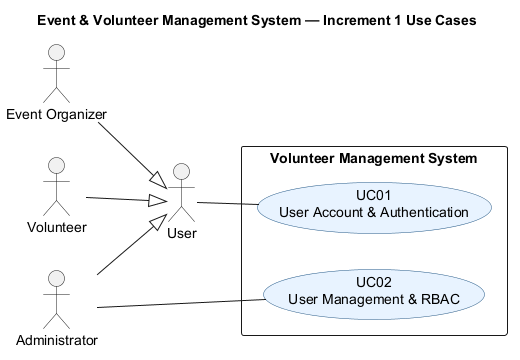 Event & Volunteer Management System — Increment 1 Use Cases
Event Organizer
Volunteer Management System
UC01
User Account & Authentication
Volunteer
User
UC02
User Management & RBAC
Administrator